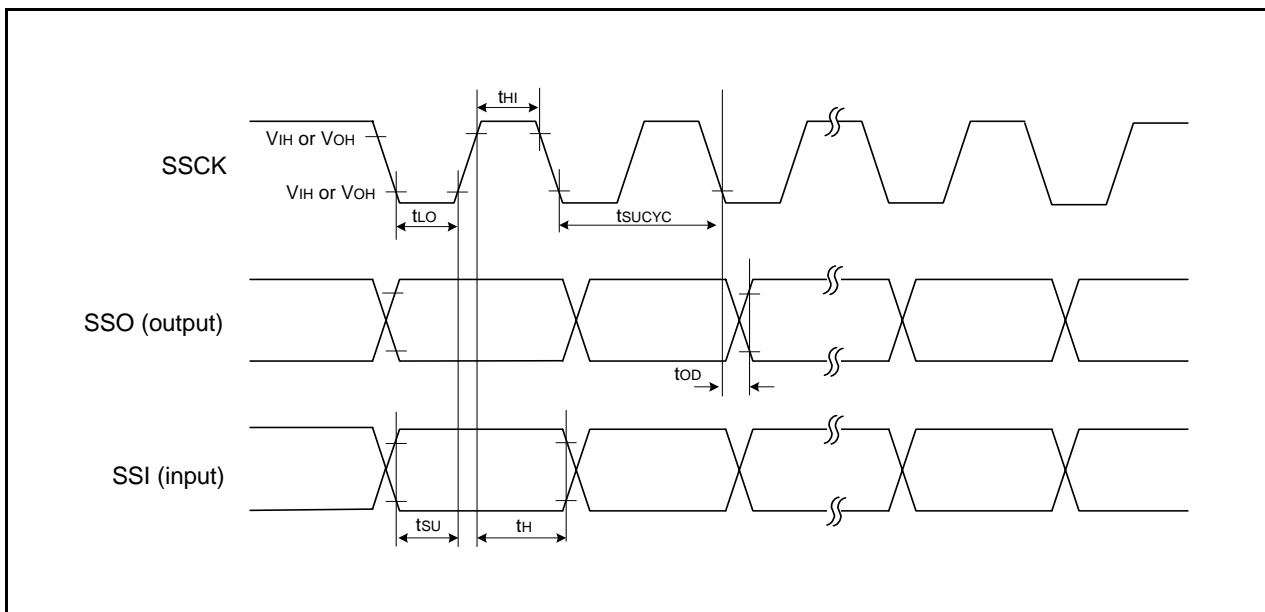 tHI
VIH or VOH
SSCK
VIH or VOH
tLO
tSUCYC
SSO (output)
tOD
SSI (input)
tSU
tH